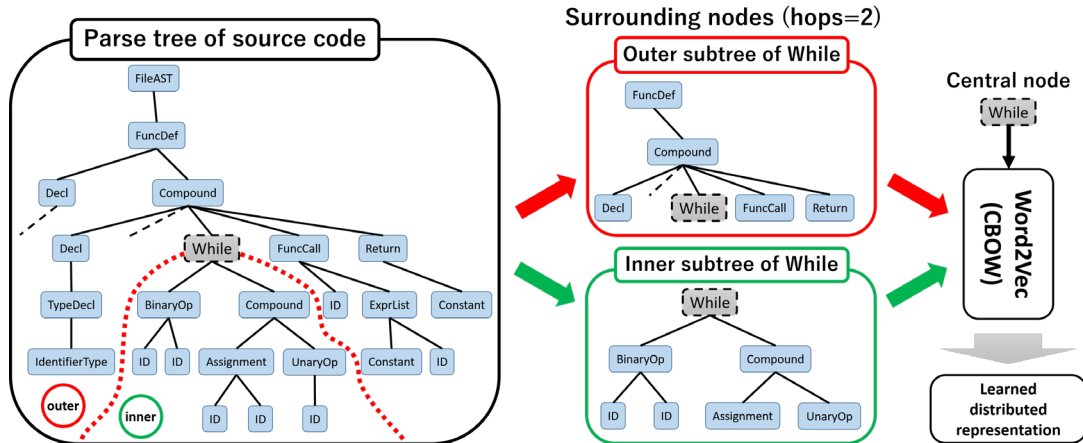 Parse tree of source code
FileAST
FuncDef
Decl
Compound
Decl
While
FuncCall
Return
TypeDecl
BinaryOp
Compound
ID
ExprList
Constant
IdentifierType
ID
ID
Assignment
UnaryOp
Constant
ID
ID
ID
ID
outer
inner
Surrounding nodes (hops=2)
Outer subtree of While
FuncDef
Compound
Decl
While
FuncCall
Return
Inner subtree of While
While
BinaryOp
Compound
ID
ID
Assignment
UnaryOp
Central node
While
Word2Vec
(CBOW)
Learned
distributed
representation